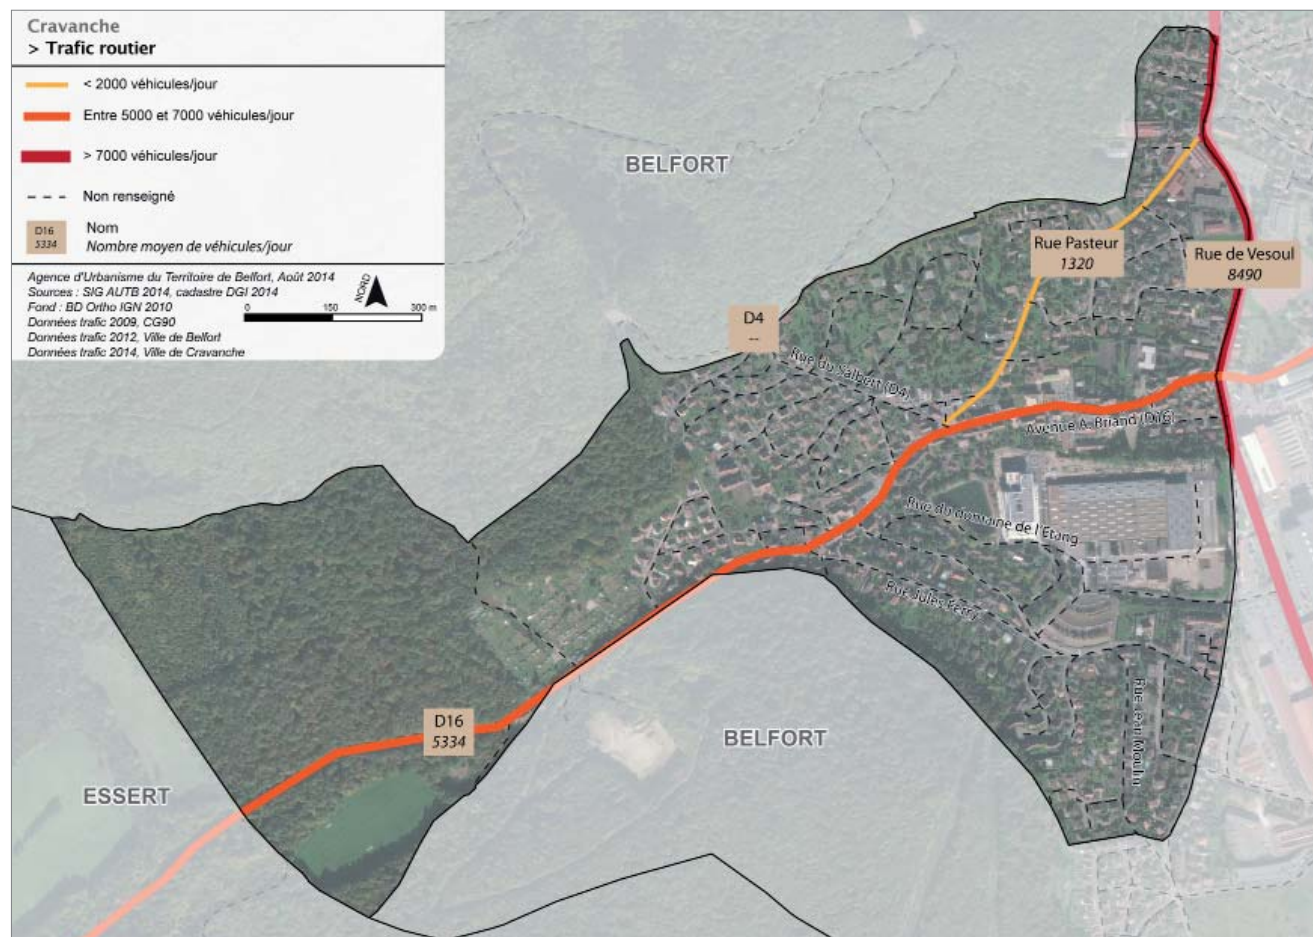 Cravanche
> Trafic routier
< 2000 véhicules/jour
Entre 5000 et 7000 véhicules/jour
> 7000 véhicules/jour
Non renseigné
D16
5334
Nom
Nombre moyen de véhicules/jour
Agence d'Urbanisme du Territoire de Belfort, Août 2014
Sources : SIG AUTB 2014, cadastre DGI 2014
Fond : BD Ortho IGN 2010
Données trafic 2009, CG90
Données trafic 2012, Ville de Belfort
Données trafic 2014, Ville de Cravanche
NORD
0 150 300 m
BELFORT
Rue Pasteur
1320
Rue de Vesoul
8490
D4
--
Rue du Salbert (D4)
Avenue A. Briand (D16)
Rue du domaine de l'Etang
Rue Jules Ferry
Rue Jean Moulin
D16
5334
BELFORT
ESSERT